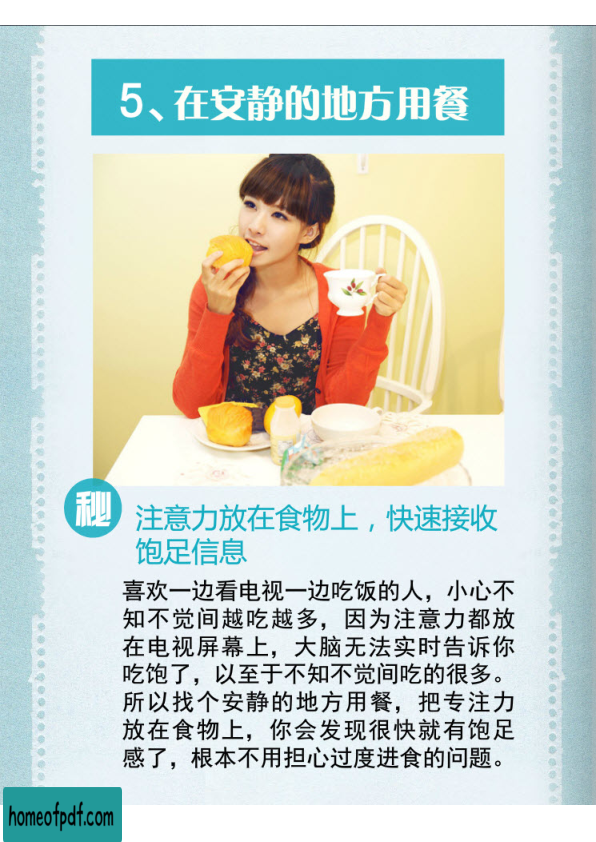 5、在安静的地方用餐
秘
注意力放在食物上，快速接收
饱足信息
喜欢一边看电视一边吃饭的人，小心不
知不觉间越吃越多，因为注意力都放
在电视屏幕上，大脑无法实时告诉你
吃饱了，以至于不知不觉间吃的很多。
所以找个安静的地方用餐，把专注力
放在食物上，你会发现很快就有饱足
感了，根本不用担心过度进食的问题。
homeofpdf.com